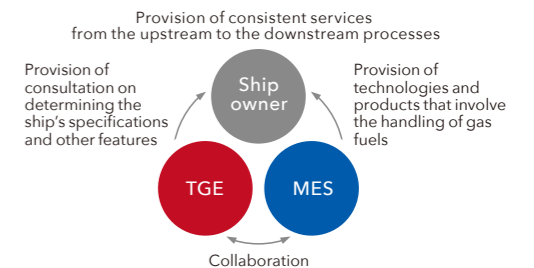 Provision of consistent services
from the upstream to the downstream processes
Provision of
consultation on
determining the
ship's specifications
and other features
Ship
owner
Provision of
technologies and
products that involve
the handling of gas
fuels
TGE
MES
Collaboration